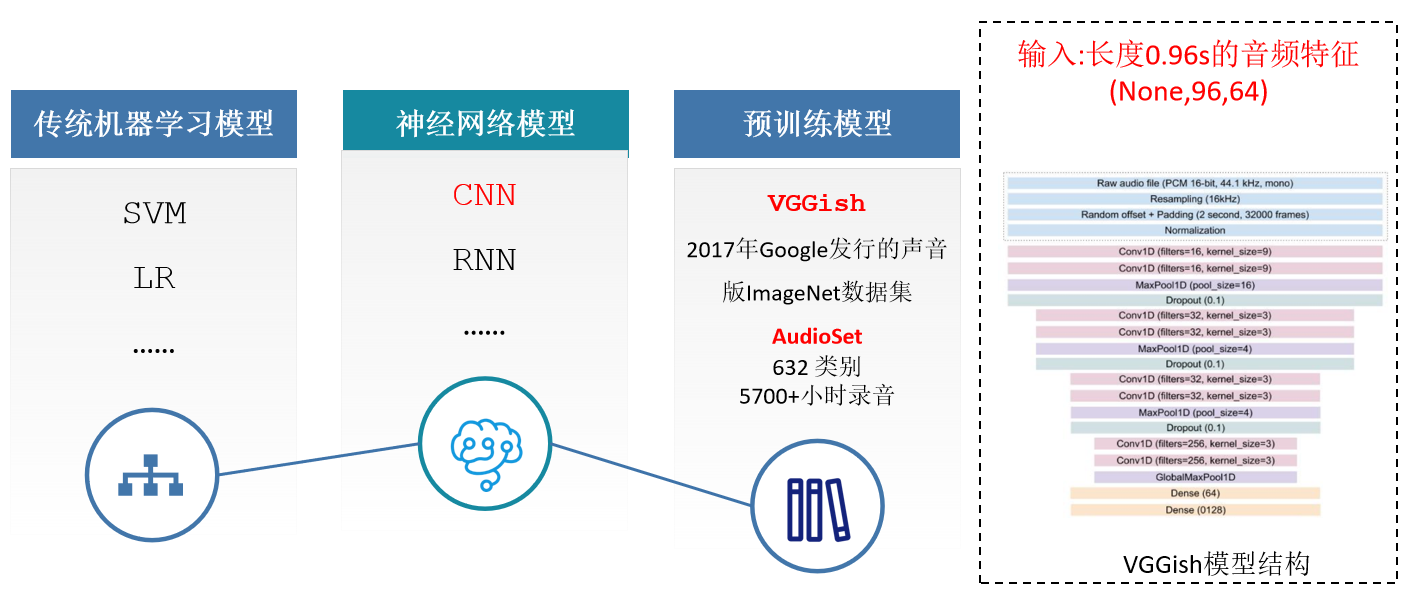 传统机器学习模型
SVM
LR
......
神经网络模型
CNN
RNN
......
预训练模型
VGGish
2017年Google发行的声音
版ImageNet数据集
AudioSet
632 类别
5700+小时录音
输入:长度0.96s的音频特征
(None,96,64)
Raw audio file (PCM 16-bit, 44.1 kHz, mono)
Resampling (16kHz)
Random offset + Padding (2 second, 32000 frames)
Normalization
Conv1D (filters=16, kernel_size=9)
Conv1D (filters=16, kernel_size=9)
MaxPool1D (pool_size=16)
Dropout (0.1)
Conv1D (filters=32, kernel_size=3)
Conv1D (filters=32, kernel_size=3)
MaxPool1D (pool_size=4)
Dropout (0.1)
Conv1D (filters=32, kernel_size=3)
Conv1D (filters=32, kernel_size=3)
MaxPool1D (pool_size=4)
Dropout (0.1)
Conv1D (filters=256, kernel_size=3)
Conv1D (filters=256, kernel_size=3)
GlobalMaxPool1D
Dense (64)
Dense (0128)
VGGish模型结构